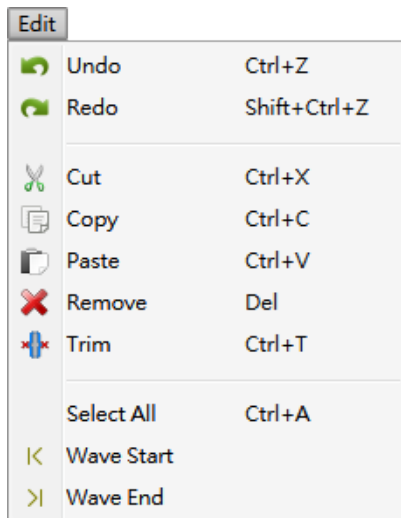 Edit
Undo Ctrl+Z
Redo Shift+Ctrl+Z
Cut Ctrl+X
Copy Ctrl+C
Paste Ctrl+V
Remove Del
Trim Ctrl+T
Select All Ctrl+A
Wave Start
Wave End